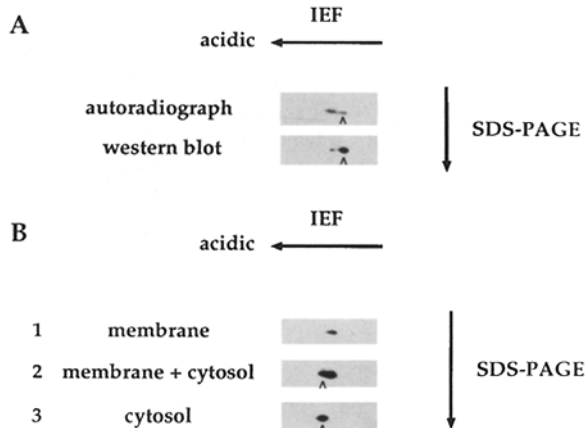 A
IEF
acidic
autoradiograph
^
western blot
^
SDS-PAGE
B
IEF
acidic
1 membrane
2 membrane + cytosol
^
3 cytosol
^
SDS-PAGE